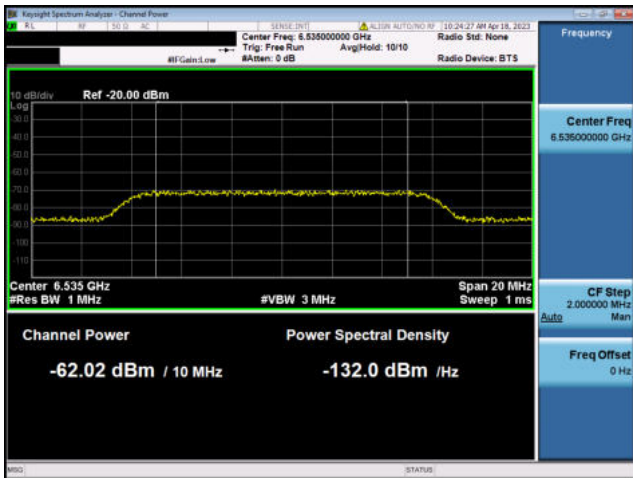 Keysight Spectrum Analyzer - Channel Power
RL RF 50 Ω AC SENSE:INT ALIGN AUTO/NO RF 10:24:27 AM Apr 18, 2023
Center Freq: 6.535000000 GHz Radio Std: None
Trig: Free Run Avg|Hold: 10/10
#IFGain:Low #Atten: 0 dB Radio Device: BTS
Frequency
10 dB/div Ref -20.00 dBm
Log
-30.0
-40.0
-50.0
-60.0
-70.0
-80.0
-90.0
-100
-110
Center 6.535 GHz Span 20 MHz
#Res BW 1 MHz #VBW 3 MHz Sweep 1 ms
Channel Power Power Spectral Density
-62.02 dBm / 10 MHz -132.0 dBm /Hz
Center Freq
6.535000000 GHz
CF Step
2.000000 MHz
Auto Man
Freq Offset
0 Hz
MSG STATUS